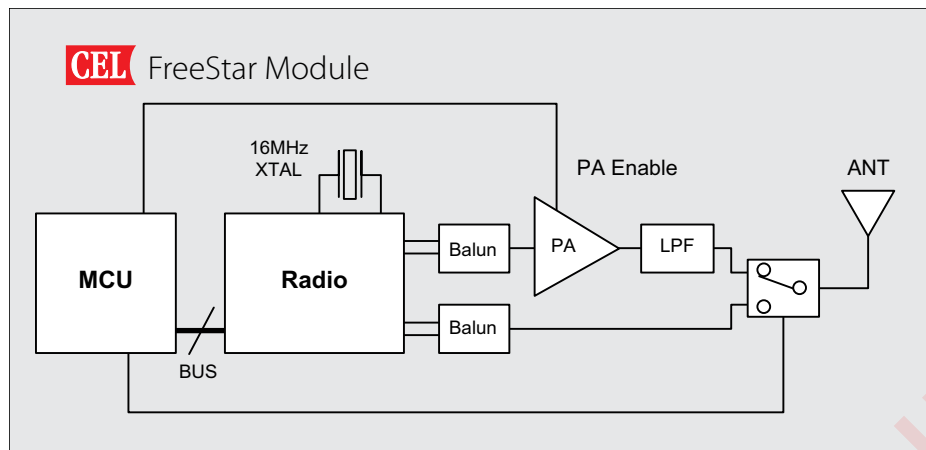 CEL FreeStar Module
16MHz
XTAL
PA Enable
ANT
MCU
Radio
Balun
PA
LPF
Balun
BUS